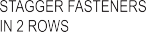 STAGGER FASTENERS
IN 2 ROWS